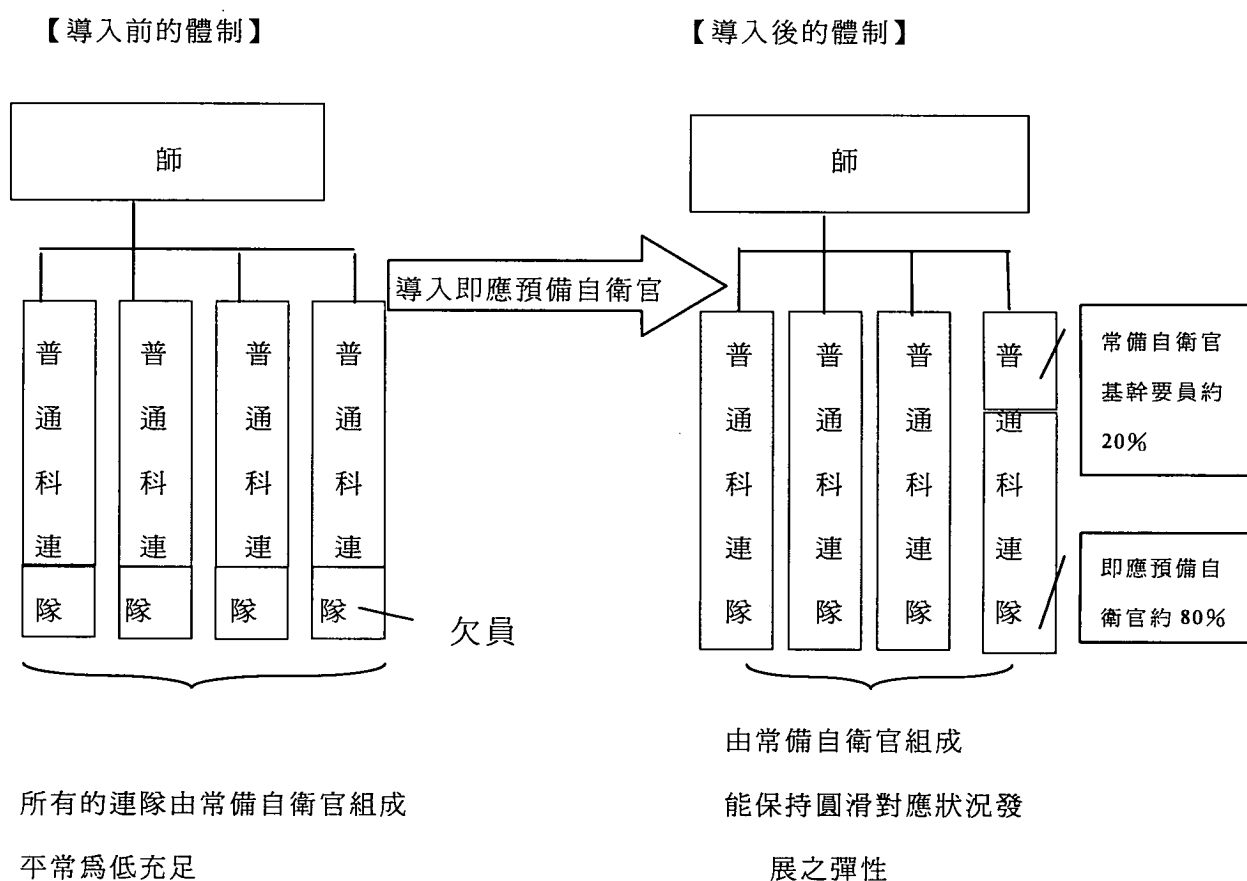 【導入前的體制】
【導入後的體制】
師
師
導入即應預備自衛官
普通科連隊
普通科連隊
普通科連隊
普通科連隊
欠員
普通科連隊
普通科連隊
普通科連隊
普通科連隊
常備自衛官
基幹要員約
20%
即應預備自
衛官約 80%
所有的連隊由常備自衛官組成
平常爲低充足
由常備自衛官組成
能保持圓滑對應狀況發
展之彈性